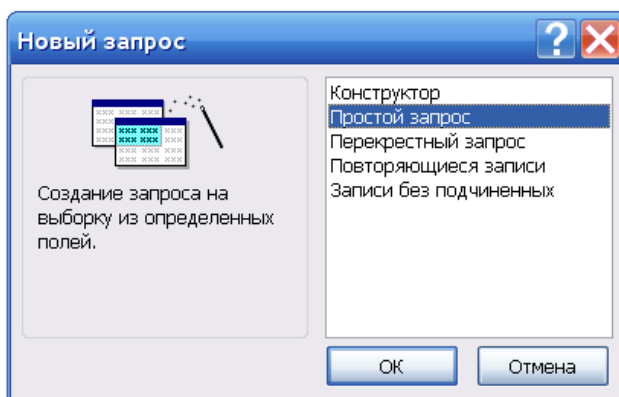 Новый запрос
Создание запроса на
выборку из определенных
полей.
Конструктор
Простой запрос
Перекрестный запрос
Повторяющиеся записи
Записи без подчиненных
ОК
Отмена